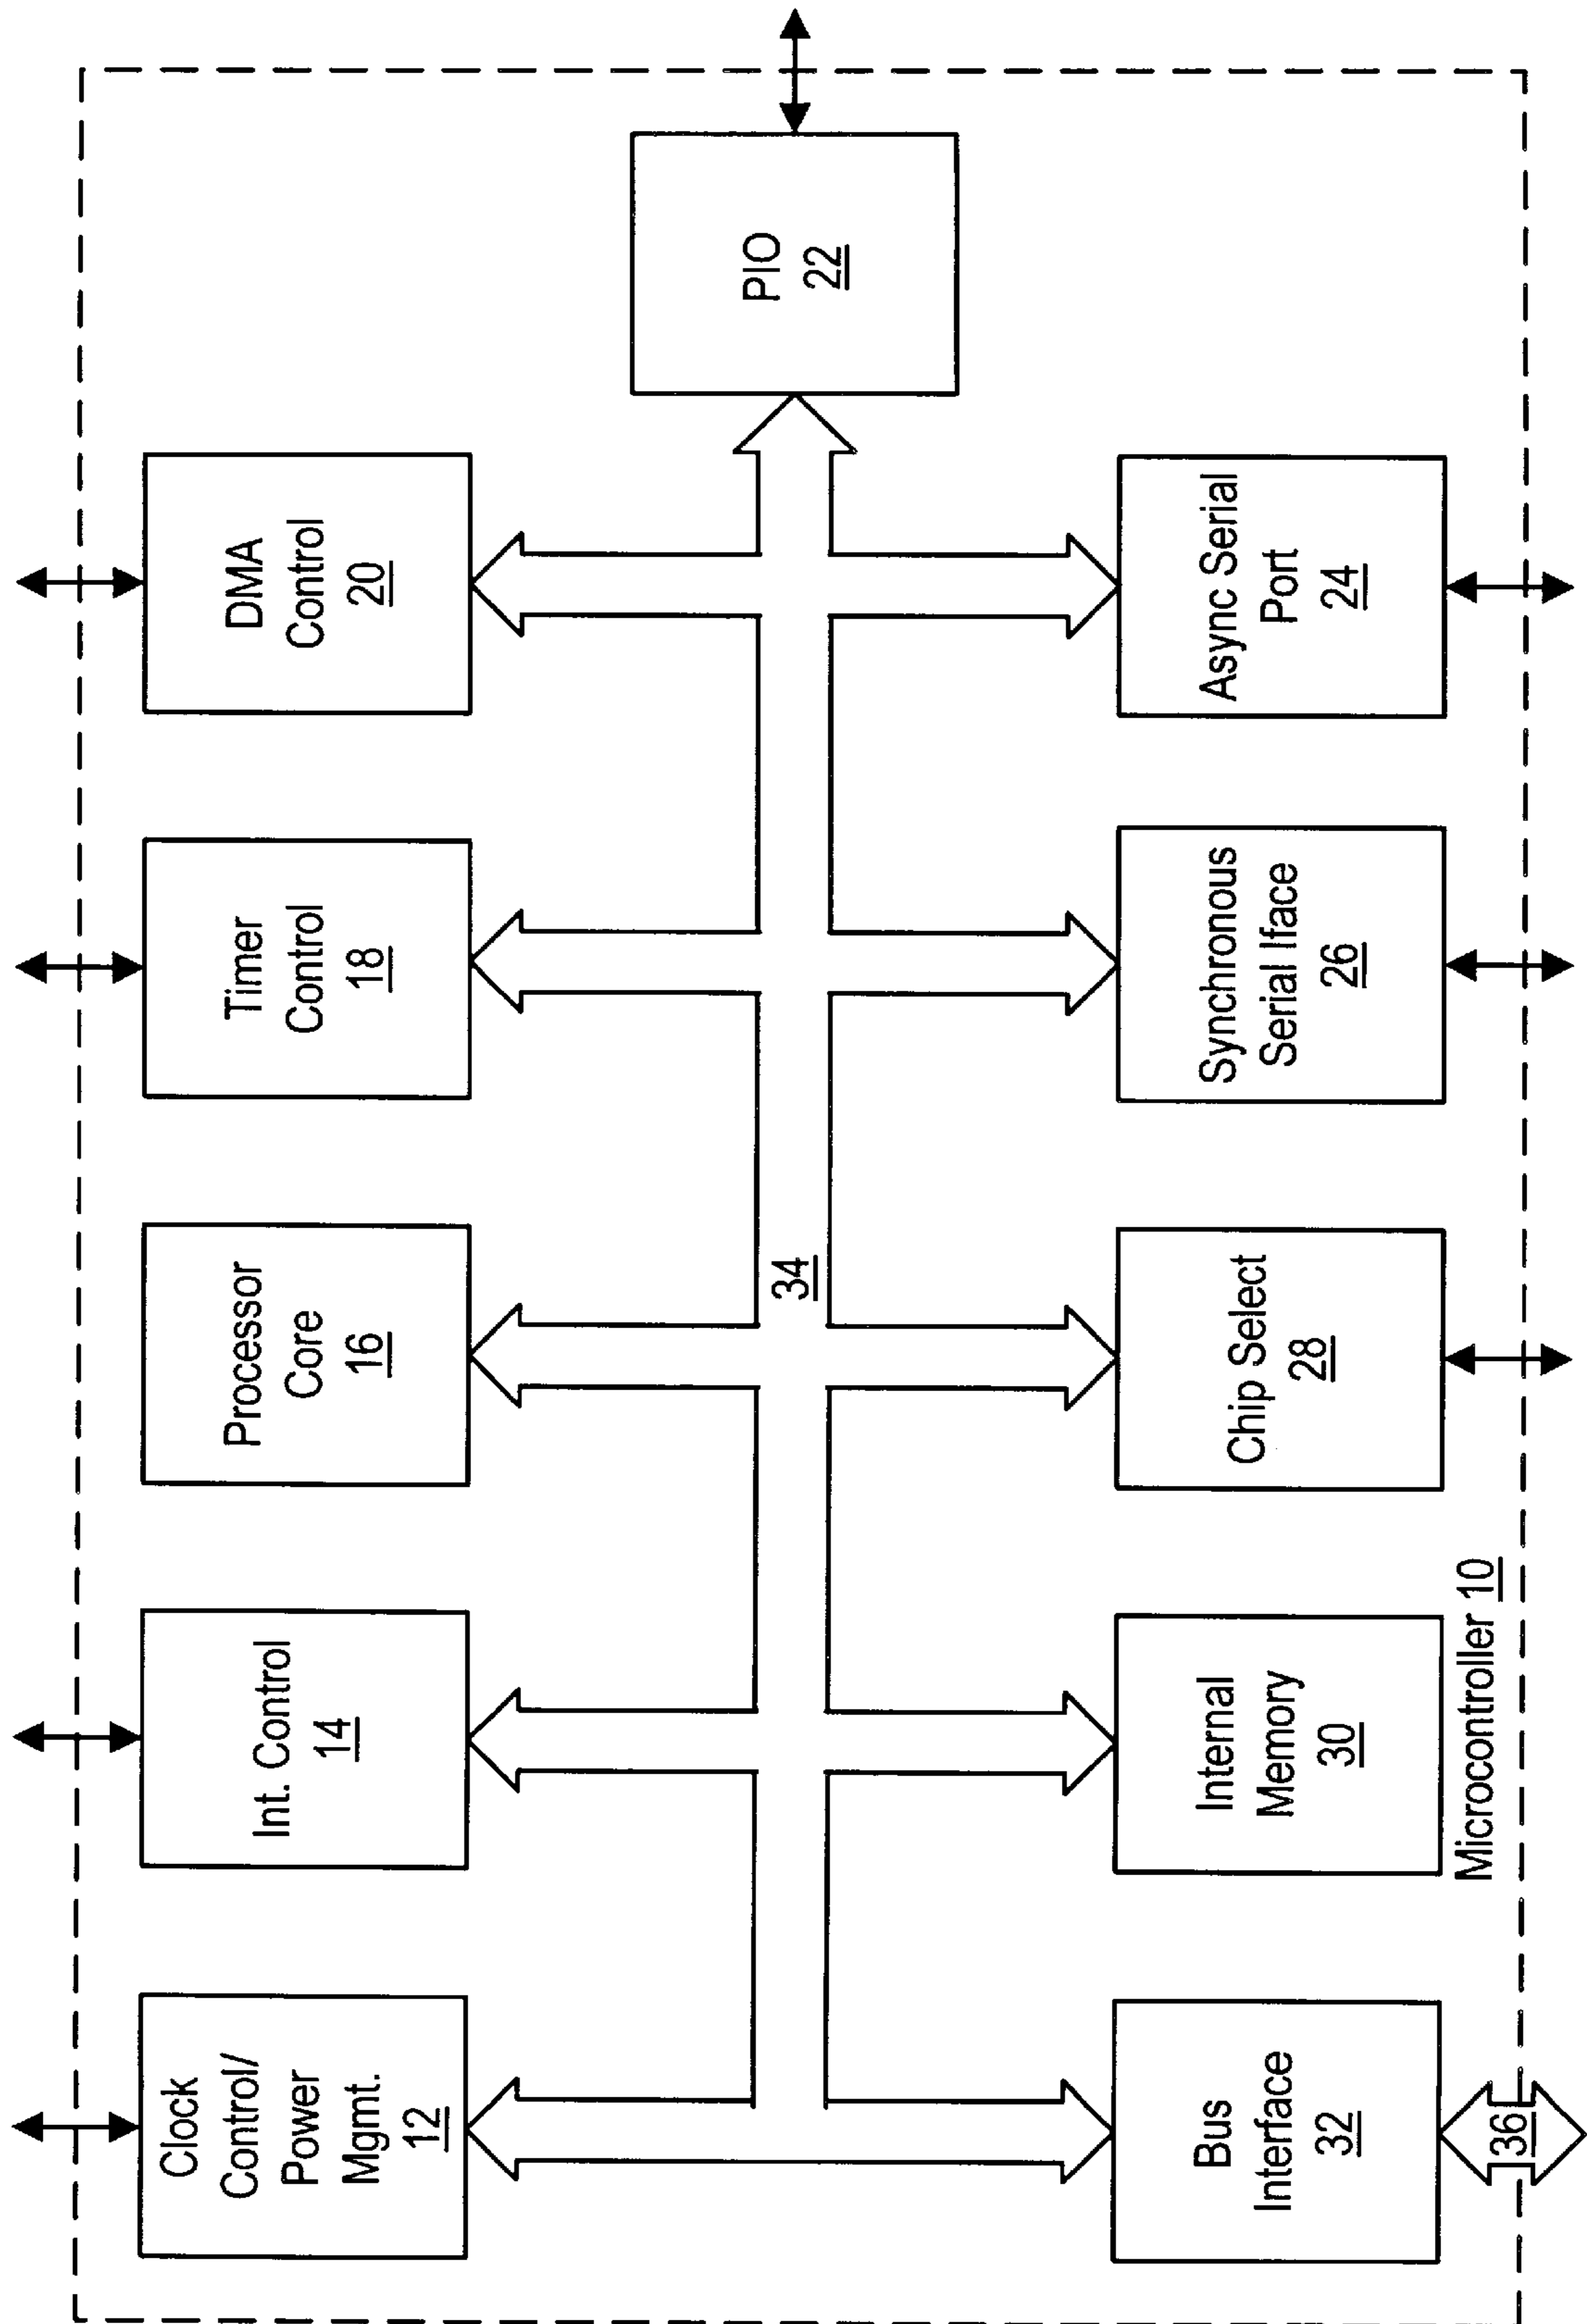 Clock
Control/
Power
Mgmt.
12
Int. Control
14
Processor
Core
16
Timer
Control
18
DMA
Control
20
34
PIO
22
Bus
Interface
32
Internal
Memory
30
Chip Select
28
Synchronous
Serial Iface
26
Async Serial
Port
24
Microcontroller 10
36